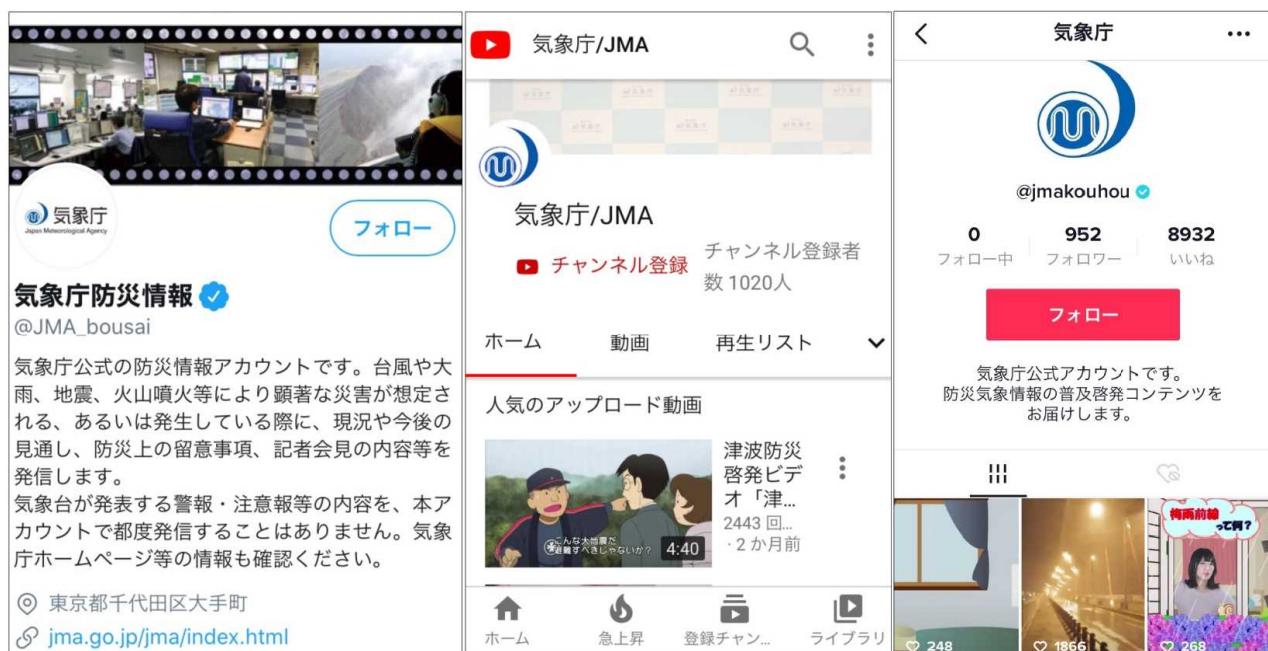 気象庁
Japan Meteorological Agency
フォロー
気象庁防災情報
@JMA_bousai
気象庁公式の防災情報アカウントです。台風や大
雨、地震、火山噴火等により顕著な災害が想定さ
れる、あるいは発生している際に、現況や今後の
見通し、防災上の留意事項、記者会見の内容等を
発信します。
気象台が発表する警報・注意報等の内容を、本ア
カウントで都度発信することはありません。気象
庁ホームページ等の情報も確認ください。
東京都千代田区大手町
jma.go.jp/jma/index.html
気象庁/JMA
気象庁/JMA
チャンネル登録
チャンネル登録者
数 1020人
ホーム
動画
再生リスト
人気のアップロード動画
こんな大地震だ
避難すべきじゃないか?
4:40
津波防災
啓発ビデ
オ「津...
2443 回...
・2 か月前
ホーム
急上昇
登録チャン...
ライブラリ
気象庁
@jmakouhou
0
フォロー中
952
フォロワー
8932
いいね
フォロー
気象庁公式アカウントです。
防災気象情報の普及啓発コンテンツを
お届けします。
248
1866
梅雨前線
って何?
268